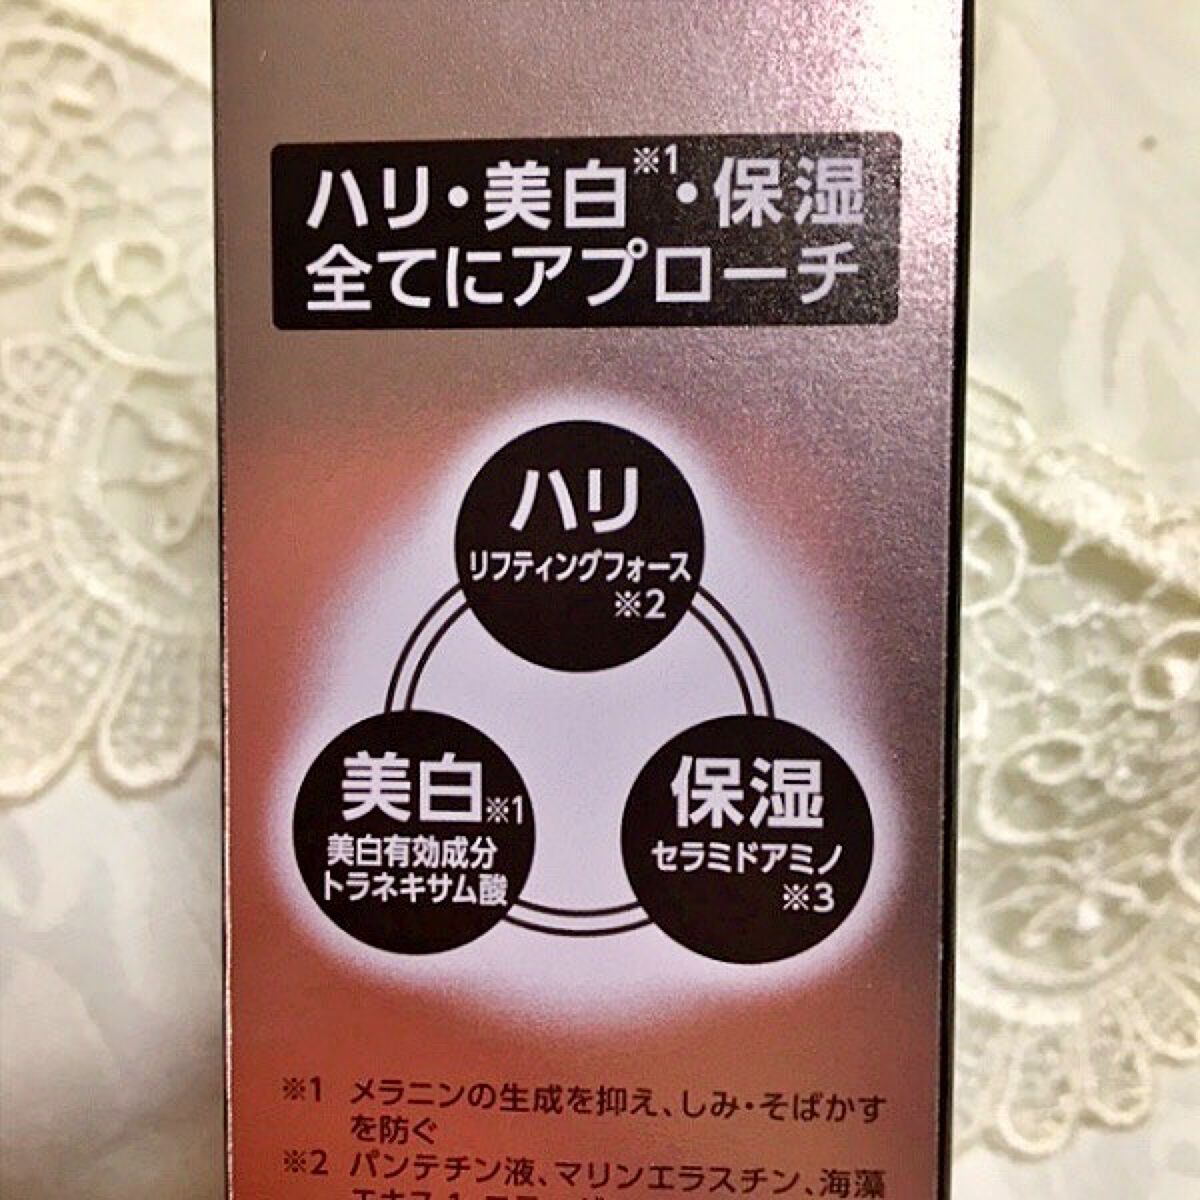 ハリ・美白※1・保湿
全てにアプローチ
ハリ
リフティングフォース
※2
美白※1
美白有効成分
トラネキサム酸
保湿
セラミドアミノ
※3
※1 メラニンの生成を抑え、しみ・そばかす
を防ぐ
※2 パンテチン液、マリンエラスチン、海藻